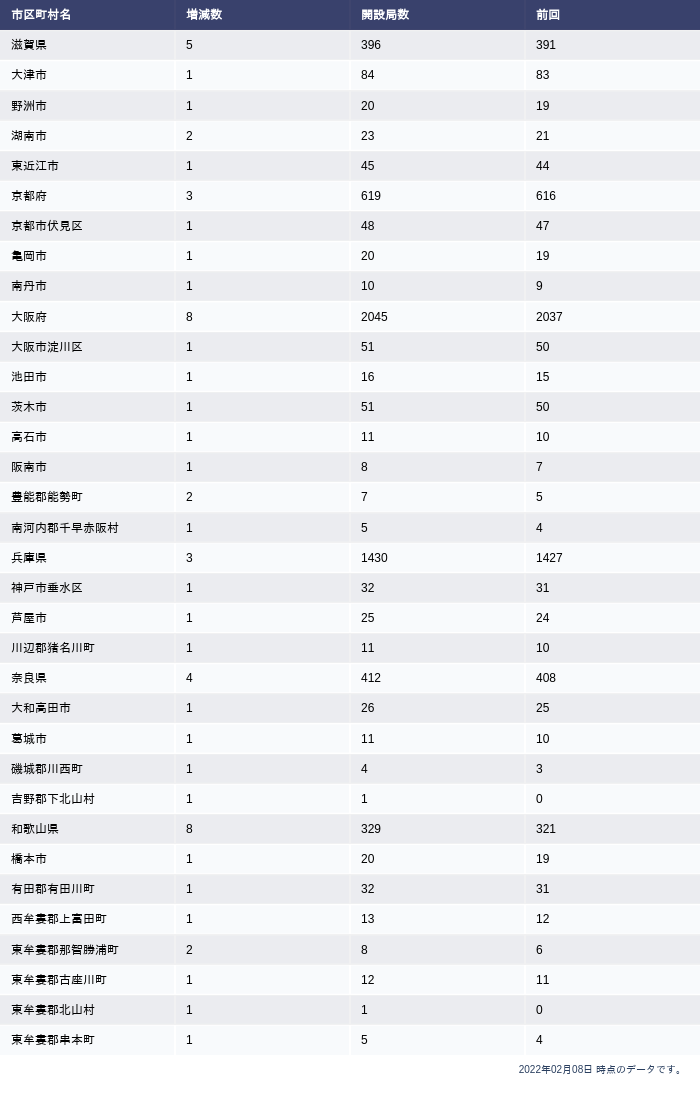 市区町村名 増減数 開設局数 前回
滋賀県 5 396 391
大津市 1 84 83
野洲市 1 20 19
湖南市 2 23 21
東近江市 1 45 44
京都府 3 619 616
京都市伏見区 1 48 47
亀岡市 1 20 19
南丹市 1 10 9
大阪府 8 2045 2037
大阪市淀川区 1 51 50
池田市 1 16 15
茨木市 1 51 50
高石市 1 11 10
阪南市 1 8 7
豊能郡能勢町 2 7 5
南河内郡千早赤阪村 1 5 4
兵庫県 3 1430 1427
神戸市垂水区 1 32 31
芦屋市 1 25 24
川辺郡猪名川町 1 11 10
奈良県 4 412 408
大和高田市 1 26 25
葛城市 1 11 10
磯城郡川西町 1 4 3
吉野郡下北山村 1 1 0
和歌山県 8 329 321
橋本市 1 20 19
有田郡有田川町 1 32 31
西牟婁郡上富田町 1 13 12
東牟婁郡那智勝浦町 2 8 6
東牟婁郡古座川町 1 12 11
東牟婁郡北山村 1 1 0
東牟婁郡串本町 1 5 4
2022年02月08日 時点のデータです。